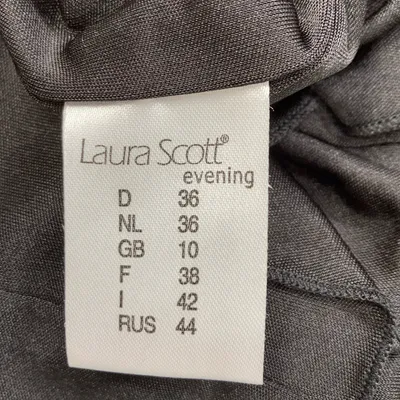 Laura Scott®
evening
D 36
NL 36
GB 10
F 38
I 42
RUS 44